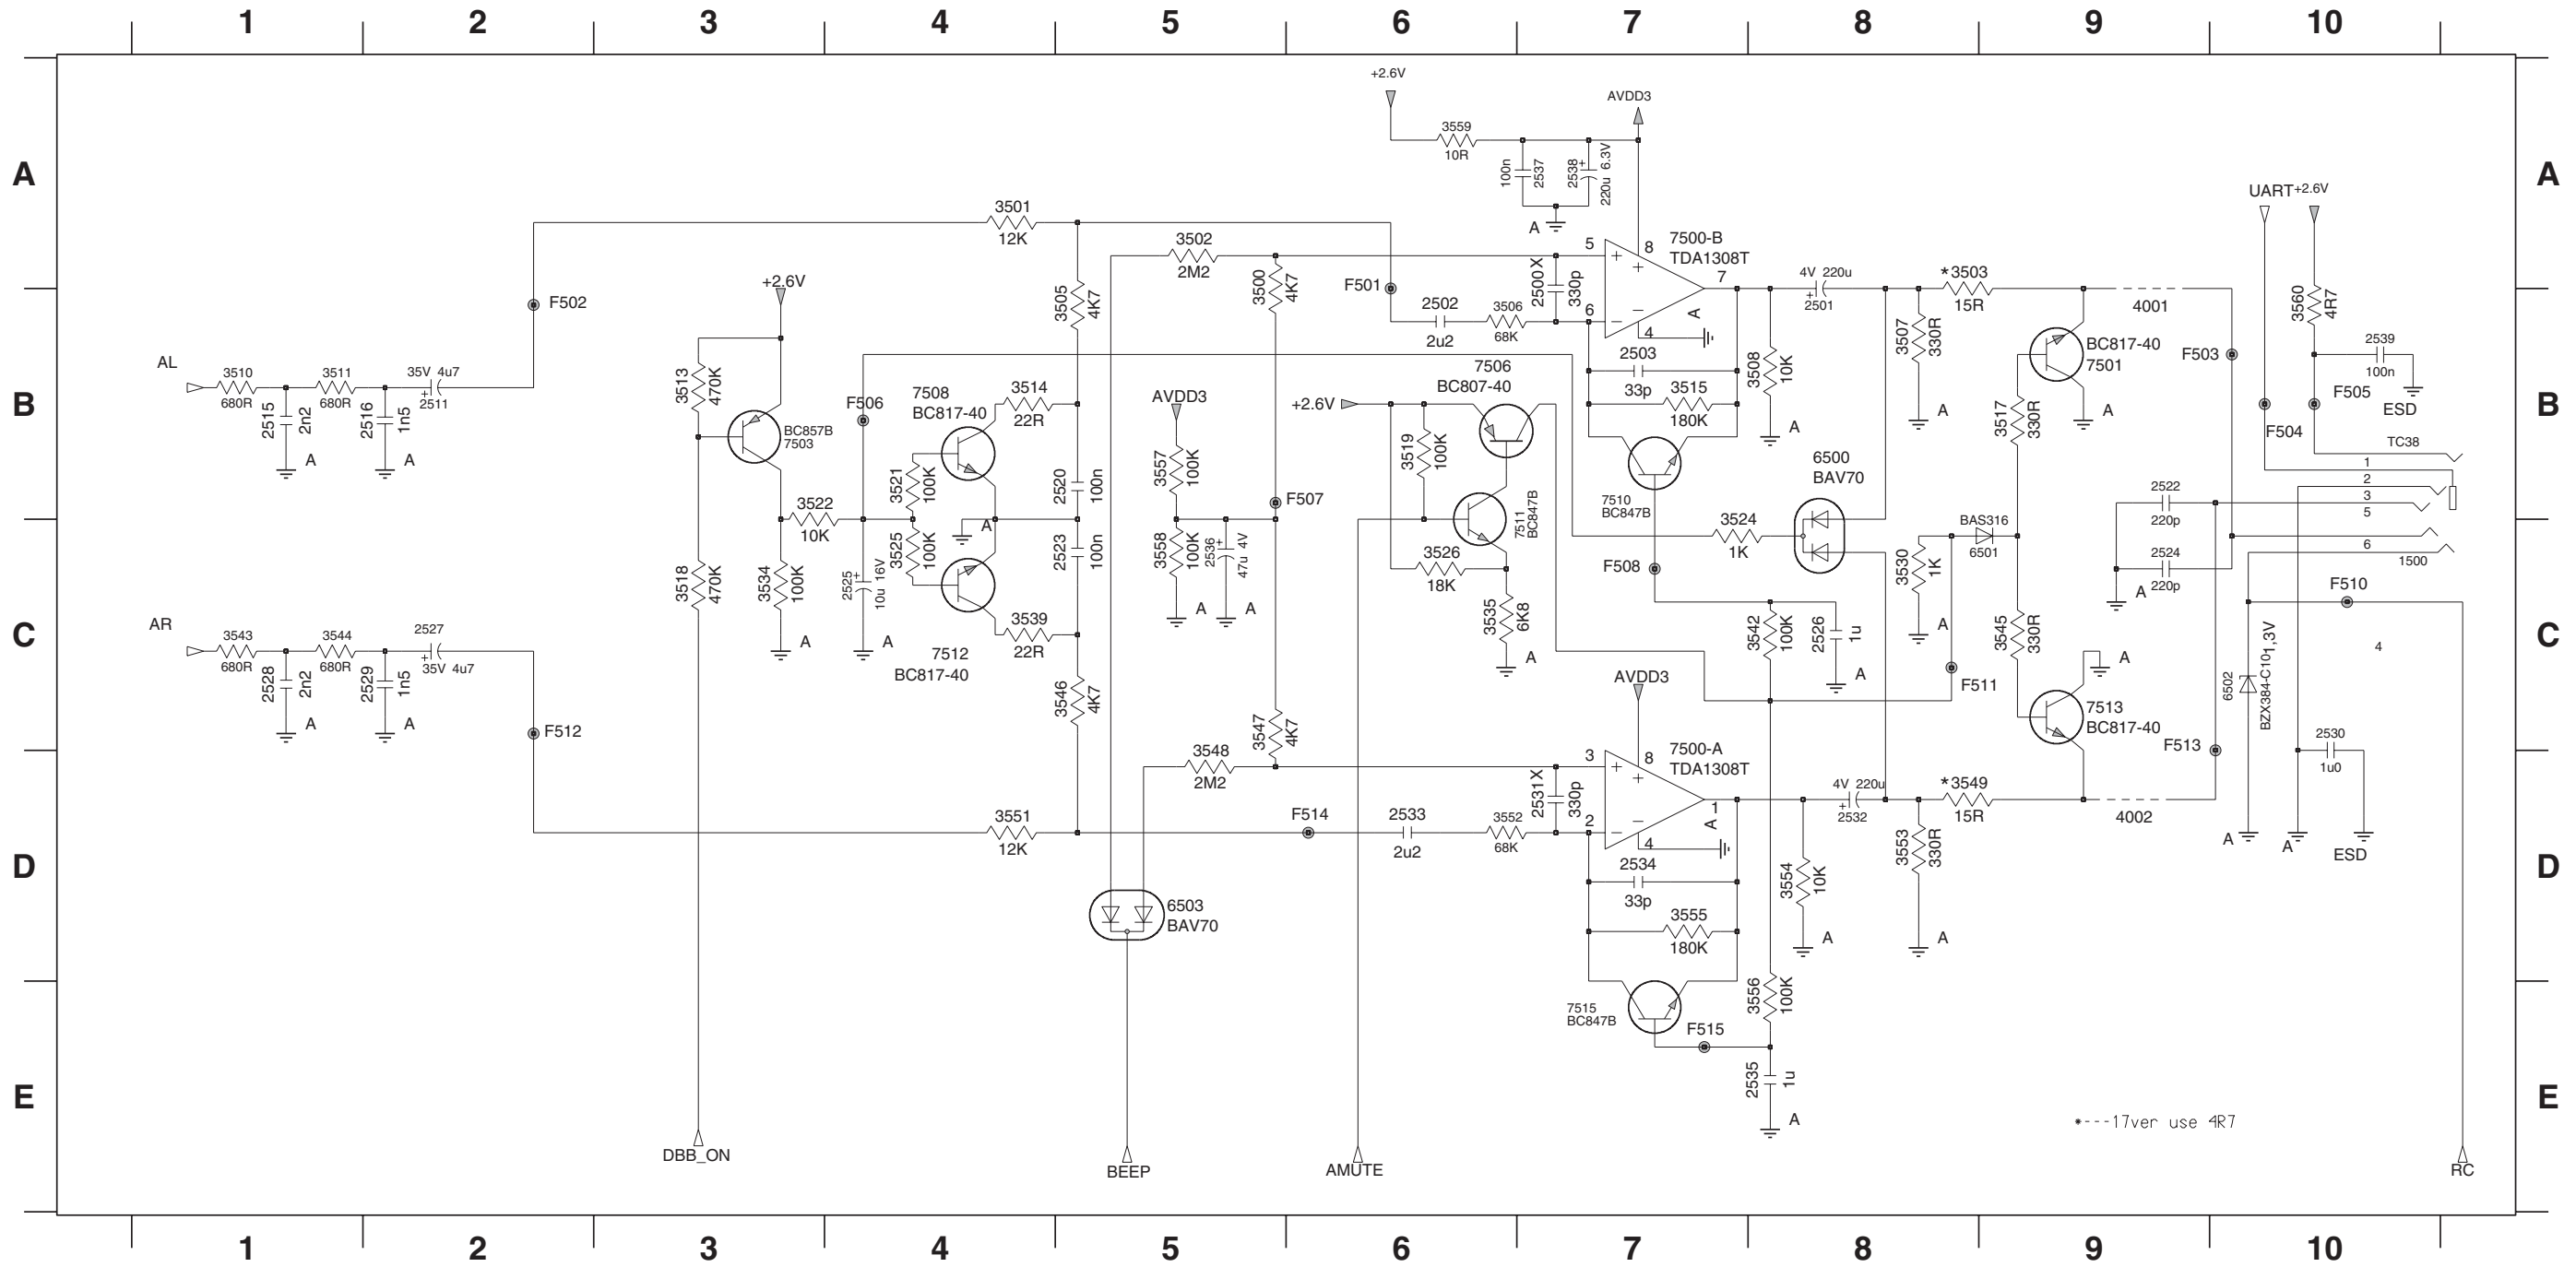 1 2 3 4 5 6 7 8 9 10
A
A
+2.6V
AVDD3
3559
10R
100n
2537
2538
+
220u 6.3V
A
UART
+2.6V
3501
12K
3502
2M2
3500
4K7
5
8
7500-B
TDA1308T
7
6
4
A
2500 X
330p
4V 220u
+
2501
*3503
15R
4001
3560
4R7
+2.6V
F502
3505
4K7
F501
2502
2u2
3506
68K
B
B
AL
3510
680R
3511
680R
35V 4u7
+
2511
2515
2n2
A
2516
1n5
A
3513
470K
BC857B
7503
F506
7508
BC817-40
3514
22R
AVDD3
3557
100K
+2.6V
7506
BC807-40
3519
100K
2503
33p
3515
180K
3508
10K
A
3507
330R
A
BC817-40
7501
A
3517
330R
F503
2539
100n
F505
ESD
F504
TC38
1
2
3
5
6
1500
3521
100K
2520
100n
F507
7511
BC847B
7510
BC847B
6500
BAV70
2522
220p
3522
10K
A
3525
100K
2523
100n
3558
100K
A
2536
+
47u 4V
A
3526
18K
3524
1K
BAS316
6501
3530
1K
A
2524
220p
A
F508
F510
C
C
3518
470K
3534
100K
A
2525
+
10u 16V
A
3539
22R
7512
BC817-40
3535
6K8
A
3542
100K
2526
1u
A
3545
330R
A
4
AR
3543
680R
3544
680R
2527
+
35V 4u7
2528
2n2
A
2529
1n5
A
F512
3546
4K7
3547
4K7
AVDD3
F511
7513
BC817-40
F513
6502
BZX384-C10
1,3V
2530
1u0
A
A
ESD
3548
2M2
3
8
7500-A
TDA1308T
1
2
4
A
2531 X
330p
4V 220u
+
2532
*3549
15R
4002
3551
12K
F514
2533
2u2
3552
68K
D
D
2534
33p
3555
180K
3554
10K
A
3553
330R
A
6503
BAV70
7515
BC847B
F515
3556
100K
2535
1u
A
E
E
*---17ver use 4R7
DBB_ON
BEEP
AMUTE
RC
1 2 3 4 5 6 7 8 9 10